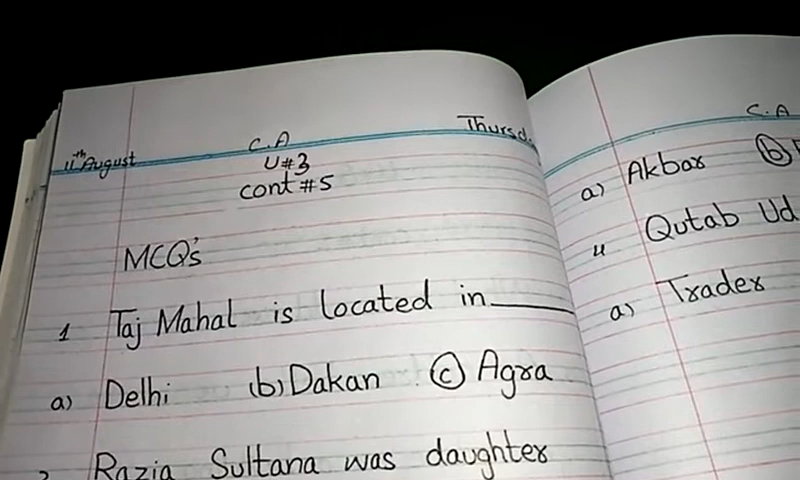 11th August C.A Thursd.
U#3
cont #5
MCQ's
1 Taj Mahal is located in
a) Delhi (b) Dakan (c) Agra
2 Razia Sultana was daughter
C.A
a) Akbar (b)
4 Qutab Ud
a) Trader